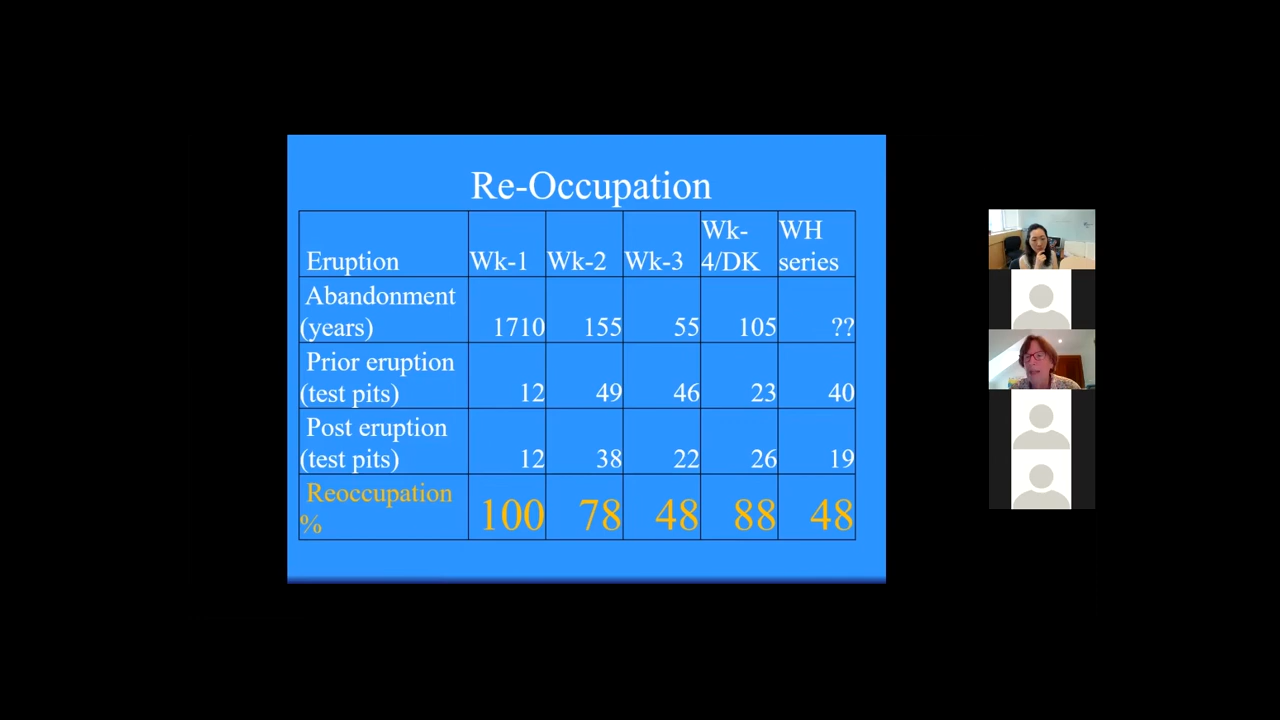 Re-Occupation
Eruption Wk-1 Wk-2 Wk-3 Wk-4/DK WH series
Abandonment (years) 1710 155 55 105 ??
Prior eruption (test pits) 12 49 46 23 40
Post eruption (test pits) 12 38 22 26 19
Reoccupation % 100 78 48 88 48